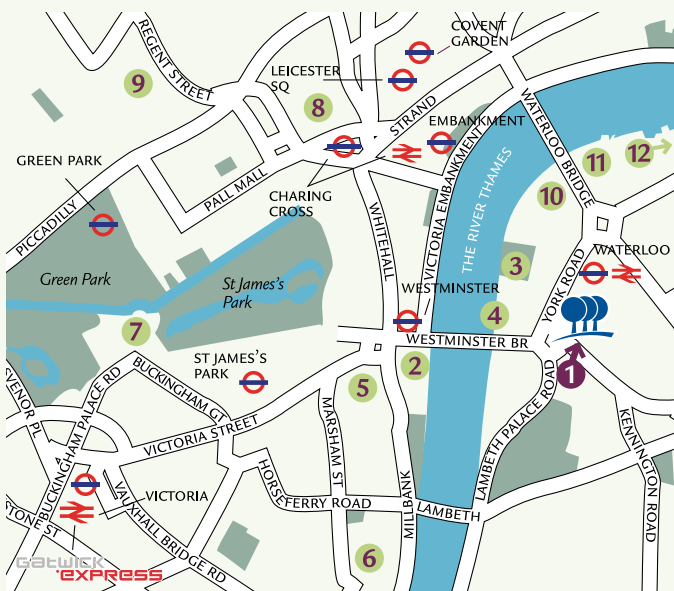 COVENT
GARDEN
REGENT STREET
LEICESTER
SQ
9
8
STRAND
EMBANKMENT
WATERLOO BRIDGE
12
11
GREEN PARK
PALL MALL
CHARING
CROSS
THE RIVER THAMES
10
PICCADILLY
WHITEHALL
VICTORIA EMBANKMENT
WATERLOO
3
YORK ROAD
Green Park
St James's
Park
WESTMINSTER
4
7
WESTMINSTER BR
ST JAMES'S
PARK
2
1
BUCKINGHAM GT
5
SVENOR PL
BUCKINGHAM PALACE RD
VICTORIA STREET
MARSHAM ST
LAMBETH PALACE ROAD
KENNINGTON ROAD
MILLBANK
HORSEFERRY ROAD
LAMBETH
VICTORIA
VAUXHALL BRIDGE RD
STONE ST
6
GATWICK
EXPRESS